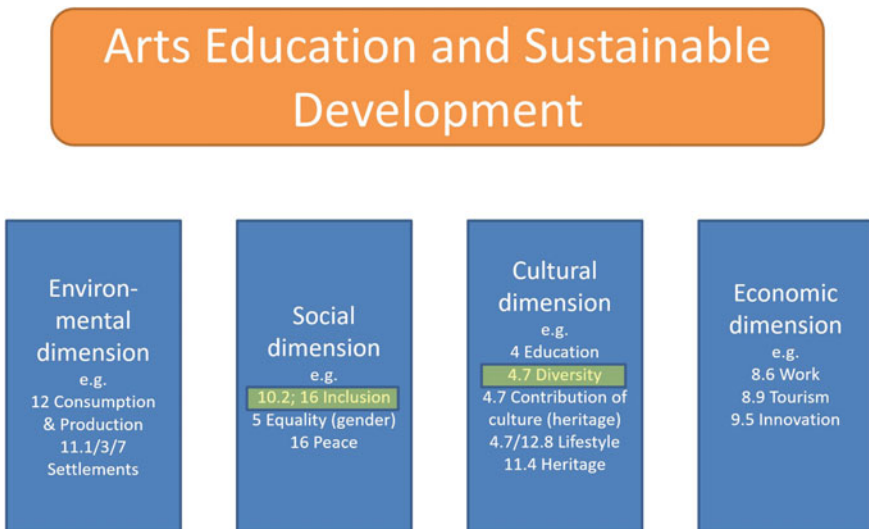 Arts Education and Sustainable
Development
Environ-
mental
dimension
e.g.
12 Consumption
& Production
11.1/3/7
Settlements
Social
dimension
e.g.
10.2; 16 Inclusion
5 Equality (gender)
16 Peace
Cultural
dimension
e.g.
4 Education
4.7 Diversity
4.7 Contribution of
culture (heritage)
4.7/12.8 Lifestyle
11.4 Heritage
Economic
dimension
e.g.
8.6 Work
8.9 Tourism
9.5 Innovation